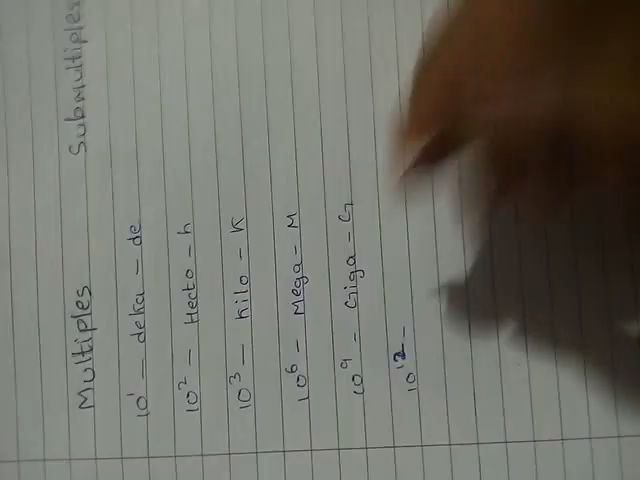 Multiples Submultiples
10¹ – deka – de
10² – Hecto – h
10³ – kilo – K
10⁶ – Mega – M
10⁹ – Giga – G
10¹² –